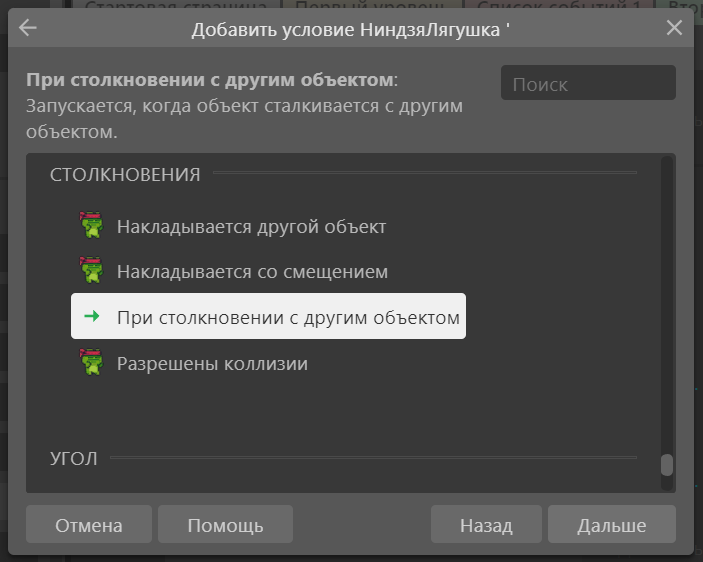 Стартовая страница Первый уровень Список событий 1
Добавить условие НиндзяЛягушка '
При столкновении с другим объектом:
Запускается, когда объект сталкивается с другим
объектом.
Поиск
СТОЛКНОВЕНИЯ
Накладывается другой объект
Накладывается со смещением
При столкновении с другим объектом
Разрешены коллизии
УГОЛ
Отмена Помощь Назад Дальше